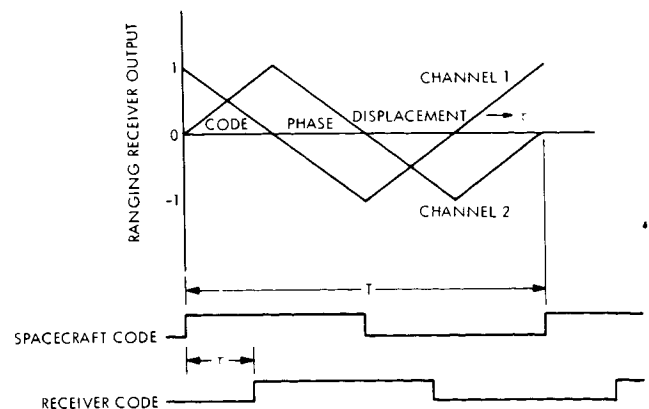 RANGING RECEIVER OUTPUT
1
0
-1
CHANNEL 1
CODE PHASE DISPLACEMENT τ
CHANNEL 2
T
SPACECRAFT CODE
τ
RECEIVER CODE